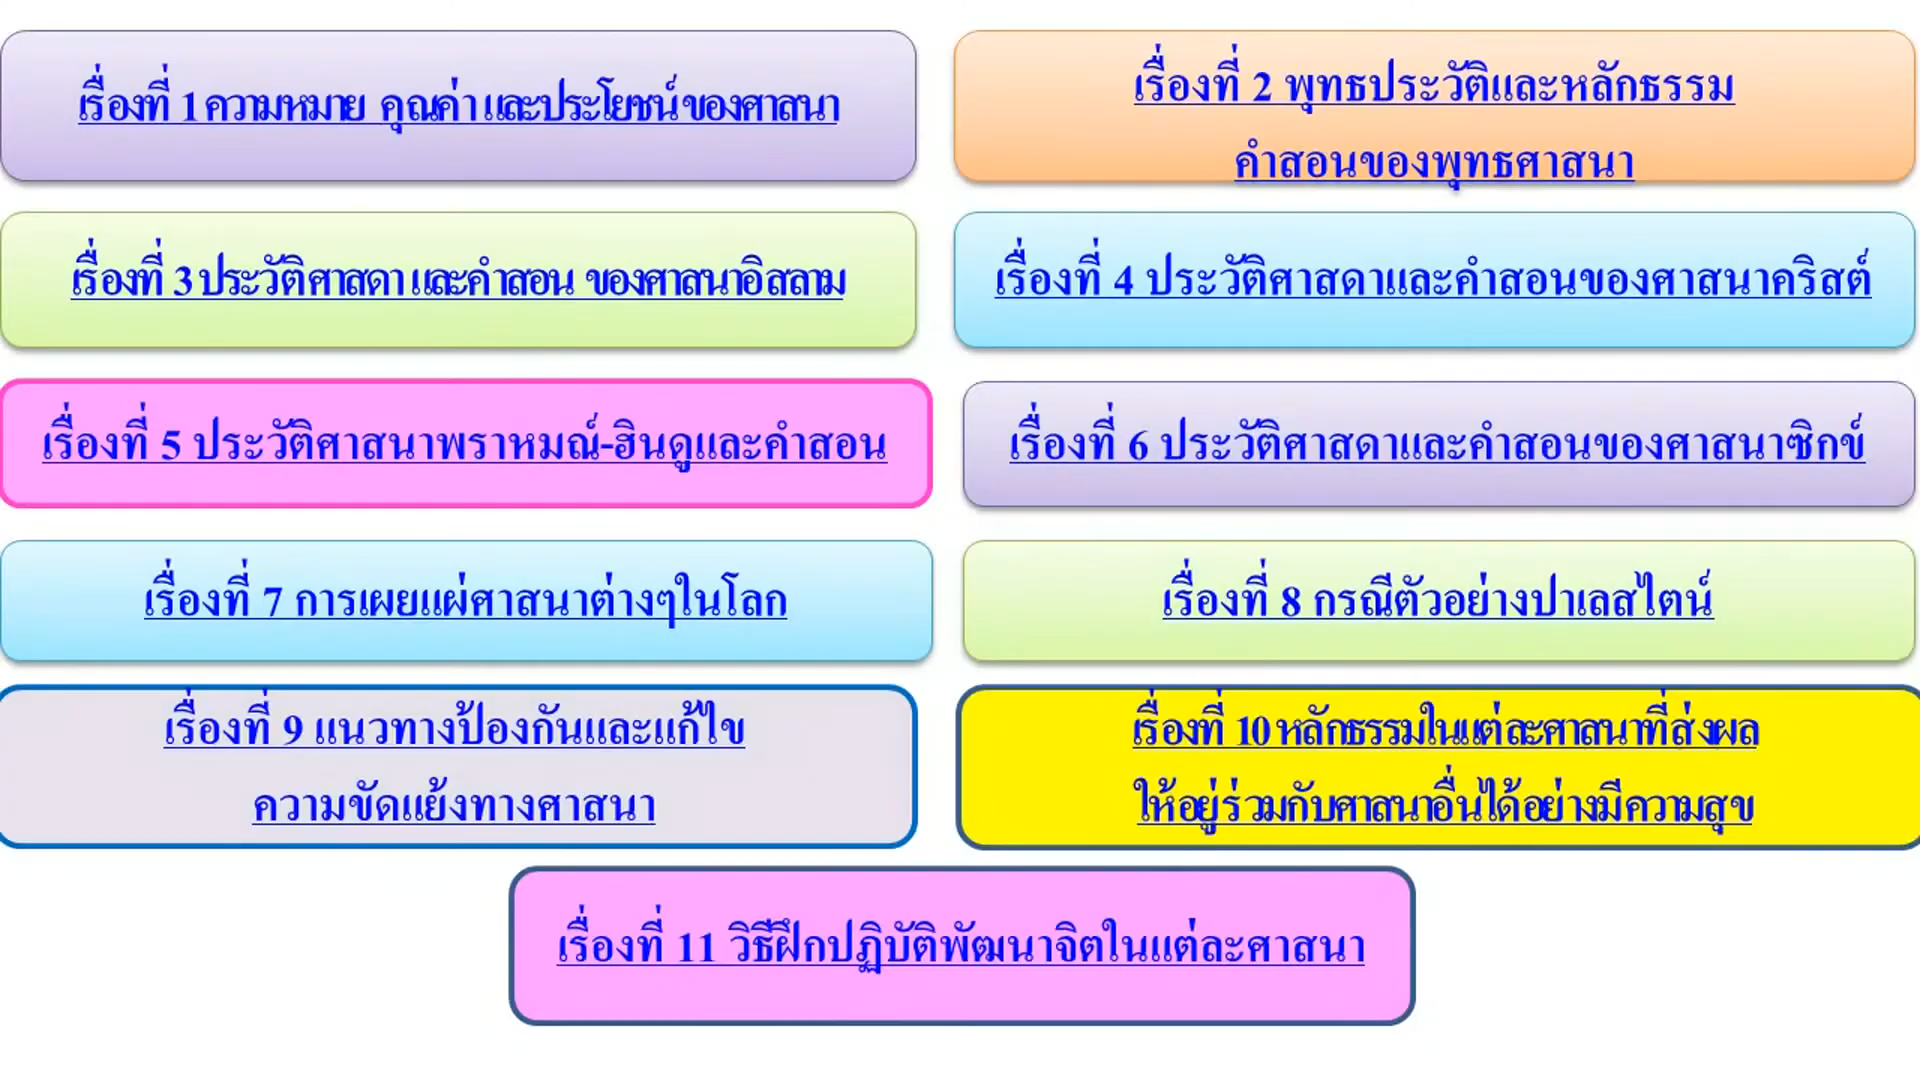 เรื่องที่ 1 ความหมาย คุณค่า และประโยชน์ ของศาสนา
เรื่องที่ 2 พุทธประวัติและหลักธรรม
คำสอนของพุทธศาสนา
เรื่องที่ 3 ประวัติศาสดา และคำสอน ของศาสนาอิสลาม
เรื่องที่ 4 ประวัติศาสดาและคำสอนของศาสนาคริสต์
เรื่องที่ 5 ประวัติศาสนาพราหมณ์-ฮินดูและคำสอน
เรื่องที่ 6 ประวัติศาสดาและคำสอนของศาสนาซิกข์
เรื่องที่ 7 การเผยแผ่ศาสนาต่างๆในโลก
เรื่องที่ 8 กรณีตัวอย่างปาเลสไตน์
เรื่องที่ 9 แนวทางป้องกันและแก้ไข
ความขัดแย้งทางศาสนา
เรื่องที่ 10 หลักธรรมในแต่ละศาสนาที่ส่งผล
ให้อยู่ร่วมกับศาสนาอื่นได้อย่างมีความสุข
เรื่องที่ 11 วิธีฝึกปฏิบัติพัฒนาจิตในแต่ละศาสนา